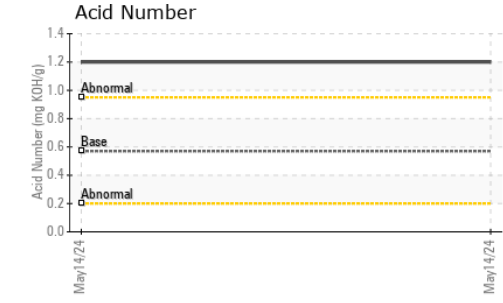 Acid Number
Acid Number (mg KOH/g)
1.4
1.2
1.0
0.8
0.6
0.4
0.2
0.0
Abnormal
Base
Abnormal
May14/24
May14/24